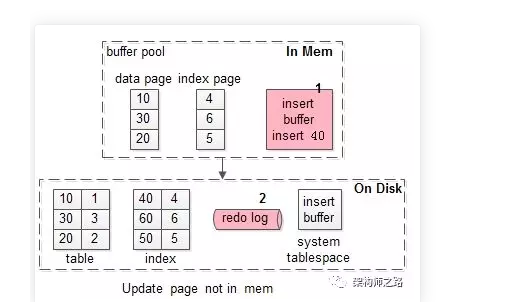 buffer pool
In Mem
data page index page
10
30
20
4
6
5
1
insert
buffer
insert 40
On Disk
10 1
30 3
20 2
table
40 4
60 6
50 5
index
2
redo log
insert
buffer
system
tablespace
架构师之路
Update page not in mem